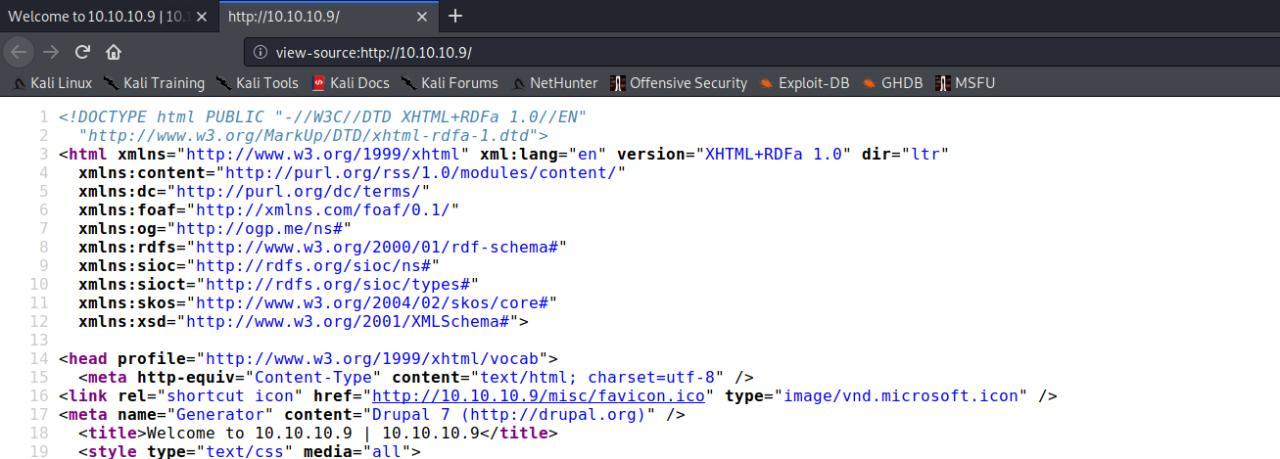 Welcome to 10.10.10.9 | 10.1
http://10.10.10.9/
view-source:http://10.10.10.9/
Kali Linux Kali Training Kali Tools Kali Docs Kali Forums NetHunter Offensive Security Exploit-DB GHDB MSFU
1 <!DOCTYPE html PUBLIC "-//W3C//DTD XHTML+RDFa 1.0//EN"
2 "http://www.w3.org/MarkUp/DTD/xhtml-rdfa-1.dtd">
3 <html xmlns="http://www.w3.org/1999/xhtml" xml:lang="en" version="XHTML+RDFa 1.0" dir="ltr"
4 xmlns:content="http://purl.org/rss/1.0/modules/content/"
5 xmlns:dc="http://purl.org/dc/terms/"
6 xmlns:foaf="http://xmlns.com/foaf/0.1/"
7 xmlns:og="http://ogp.me/ns#"
8 xmlns:rdfs="http://www.w3.org/2000/01/rdf-schema#"
9 xmlns:sioc="http://rdfs.org/sioc/ns#"
10 xmlns:sioct="http://rdfs.org/sioc/types#"
11 xmlns:skos="http://www.w3.org/2004/02/skos/core#"
12 xmlns:xsd="http://www.w3.org/2001/XMLSchema#">
13
14 <head profile="http://www.w3.org/1999/xhtml/vocab">
15 <meta http-equiv="Content-Type" content="text/html; charset=utf-8" />
16 <link rel="shortcut icon" href="http://10.10.10.9/misc/favicon.ico" type="image/vnd.microsoft.icon" />
17 <meta name="Generator" content="Drupal 7 (http://drupal.org)" />
18 <title>Welcome to 10.10.10.9 | 10.10.10.9</title>
19 <style type="text/css" media="all">